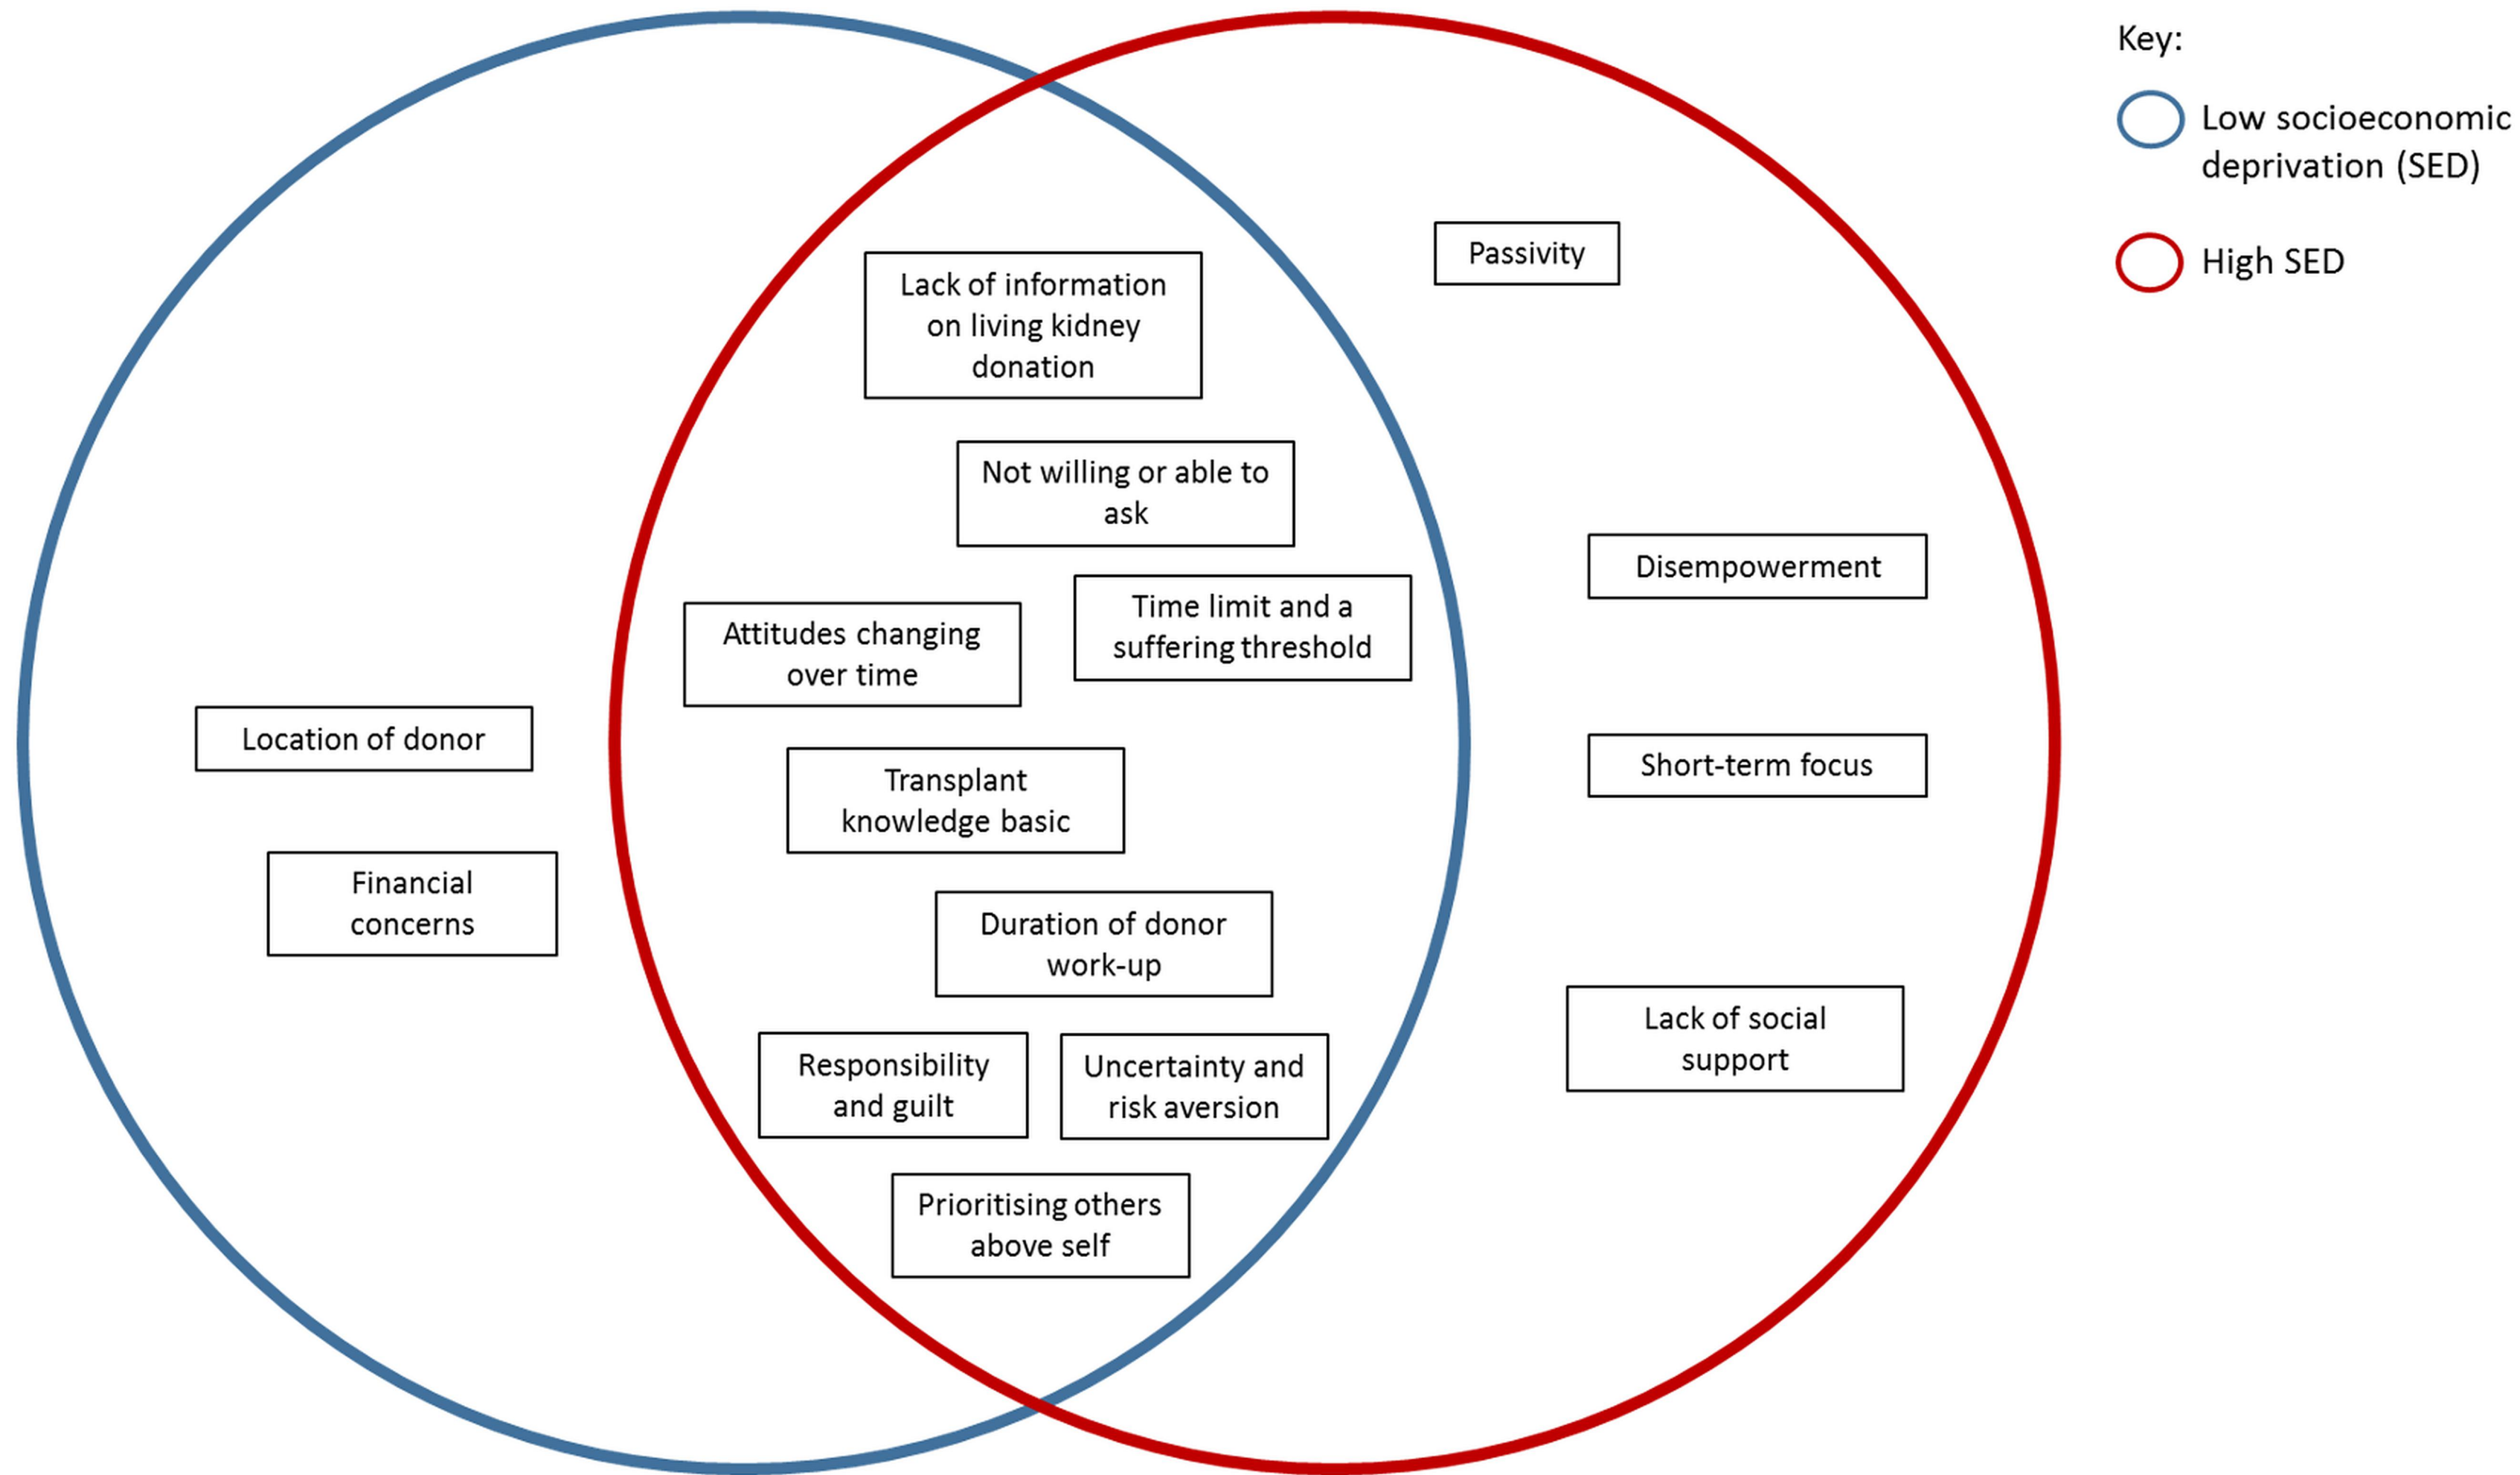 Key:
Low socioeconomic
deprivation (SED)
High SED
Passivity
Lack of information
on living kidney
donation
Not willing or able to
ask
Disempowerment
Time limit and a
suffering threshold
Attitudes changing
over time
Location of donor
Short-term focus
Transplant
knowledge basic
Financial
concerns
Duration of donor
work-up
Lack of social
support
Responsibility
and guilt
Uncertainty and
risk aversion
Prioritising others
above self